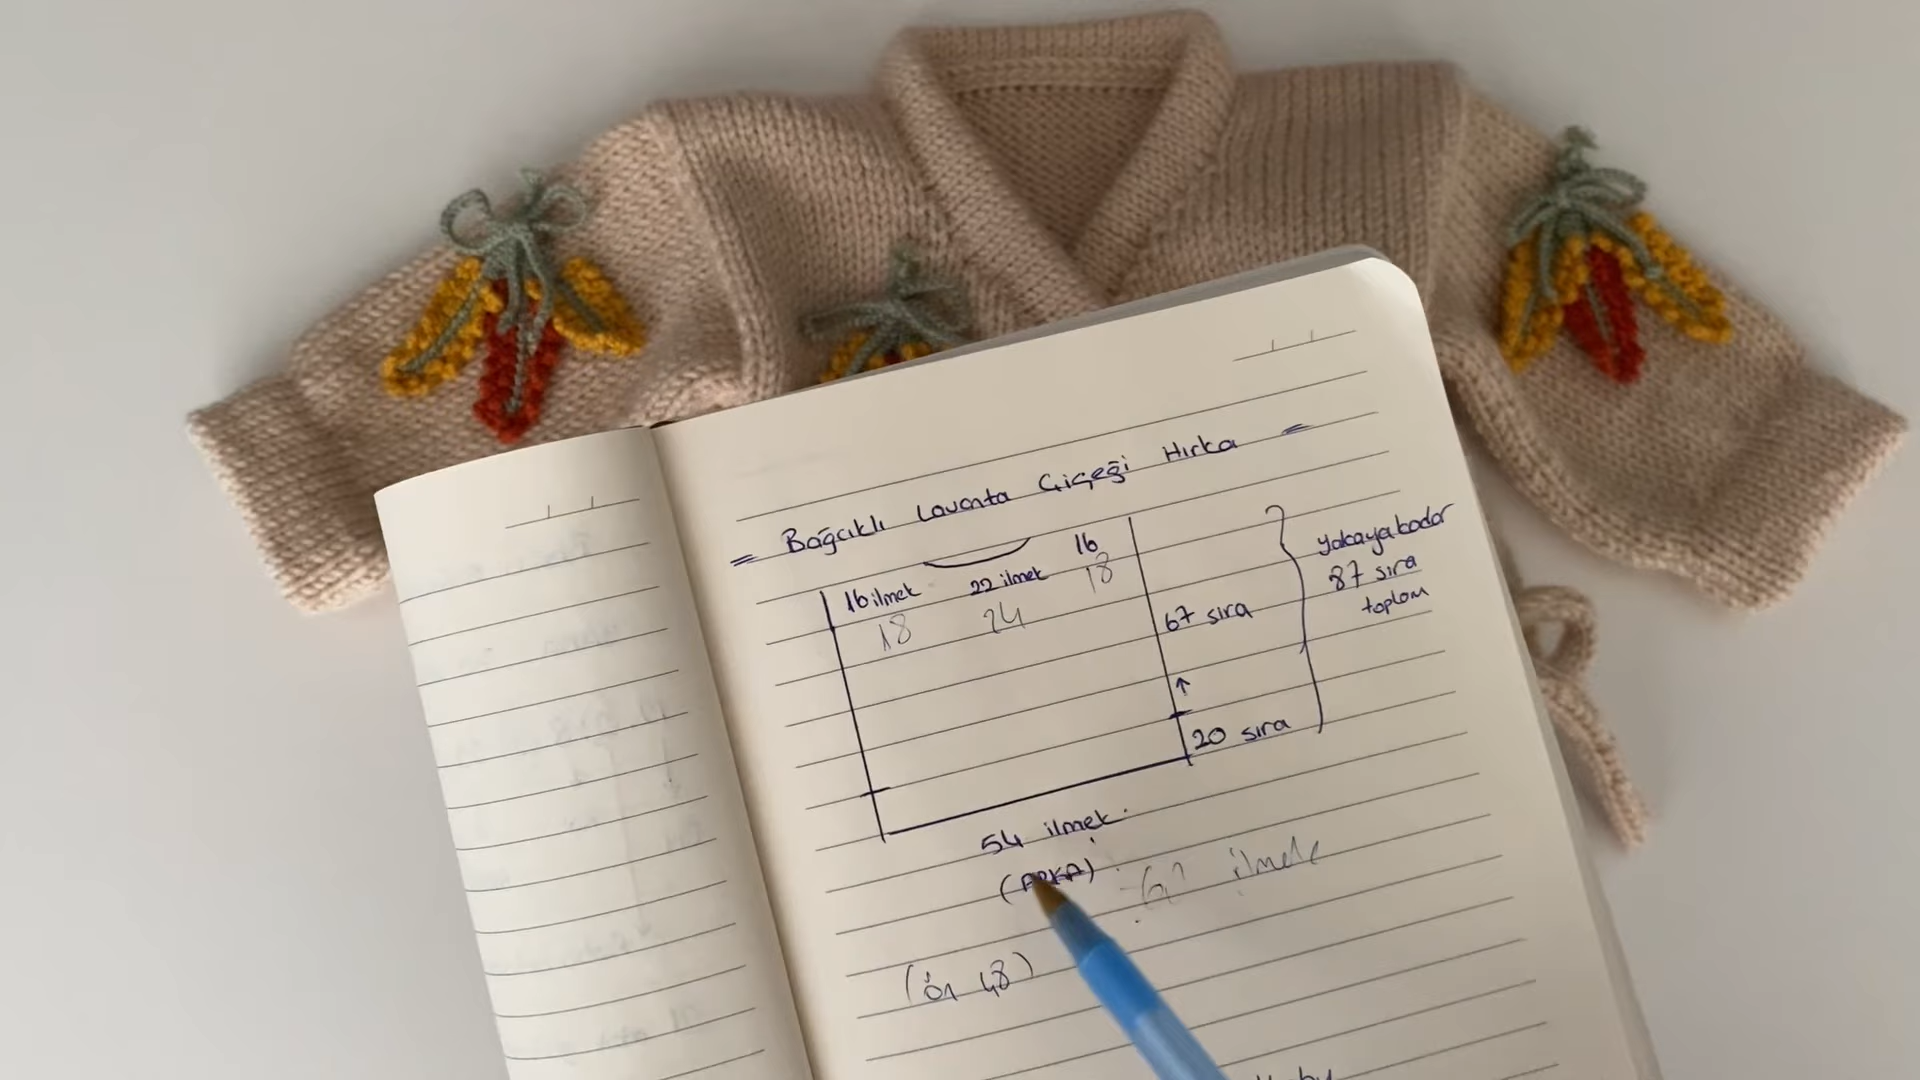 = Bağcıklı Lavanta Çiçeği Hırka =
16 ilmek 22 ilmek 16
18 24 18
67 sıra
yakaya kadar
87 sıra
toplam
20 sıra
54 ilmek
(ARKA)
ilmek
(ön 48)